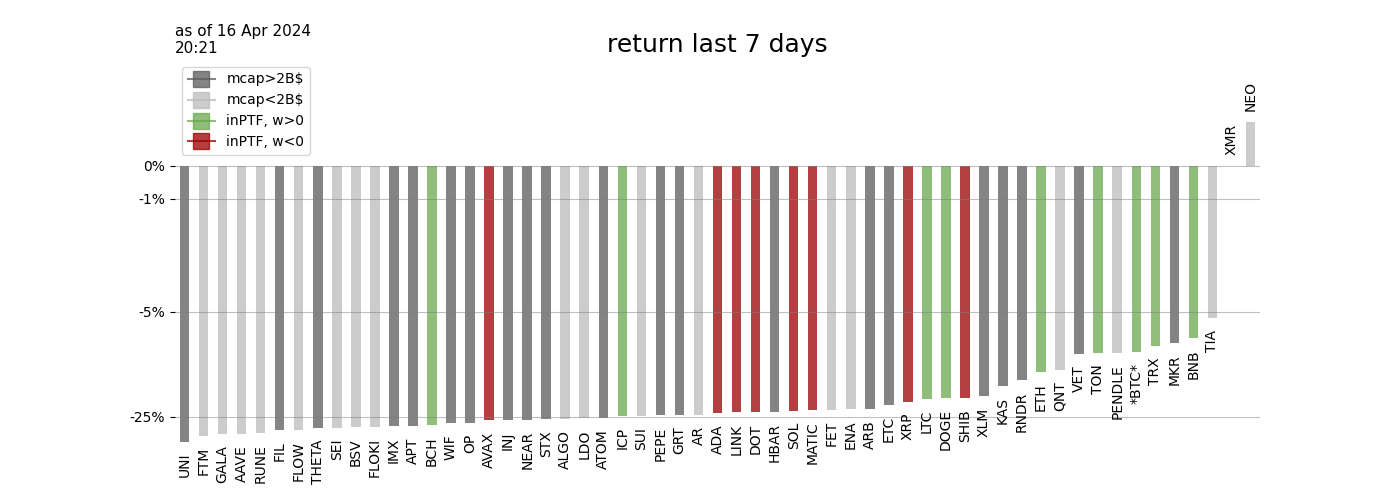 as of 16 Apr 2024
20:21
return last 7 days
mcap>2B$
mcap<2B$
inPTF, w>0
inPTF, w<0
0%
-1%
-5%
-25%
UNI
FTM
GALA
AAVE
RUNE
FIL
FLOW
THETA
SEI
BSV
FLOKI
IMX
APT
BCH
WIF
OP
AVAX
INJ
NEAR
STX
ALGO
LDO
ATOM
ICP
SUI
PEPE
GRT
AR
ADA
LINK
DOT
HBAR
SOL
MATIC
FET
ENA
ARB
ETC
XRP
LTC
DOGE
SHIB
XLM
KAS
RNDR
ETH
QNT
VET
TON
PENDLE
*BTC*
TRX
MKR
BNB
TIA
XMR
NEO